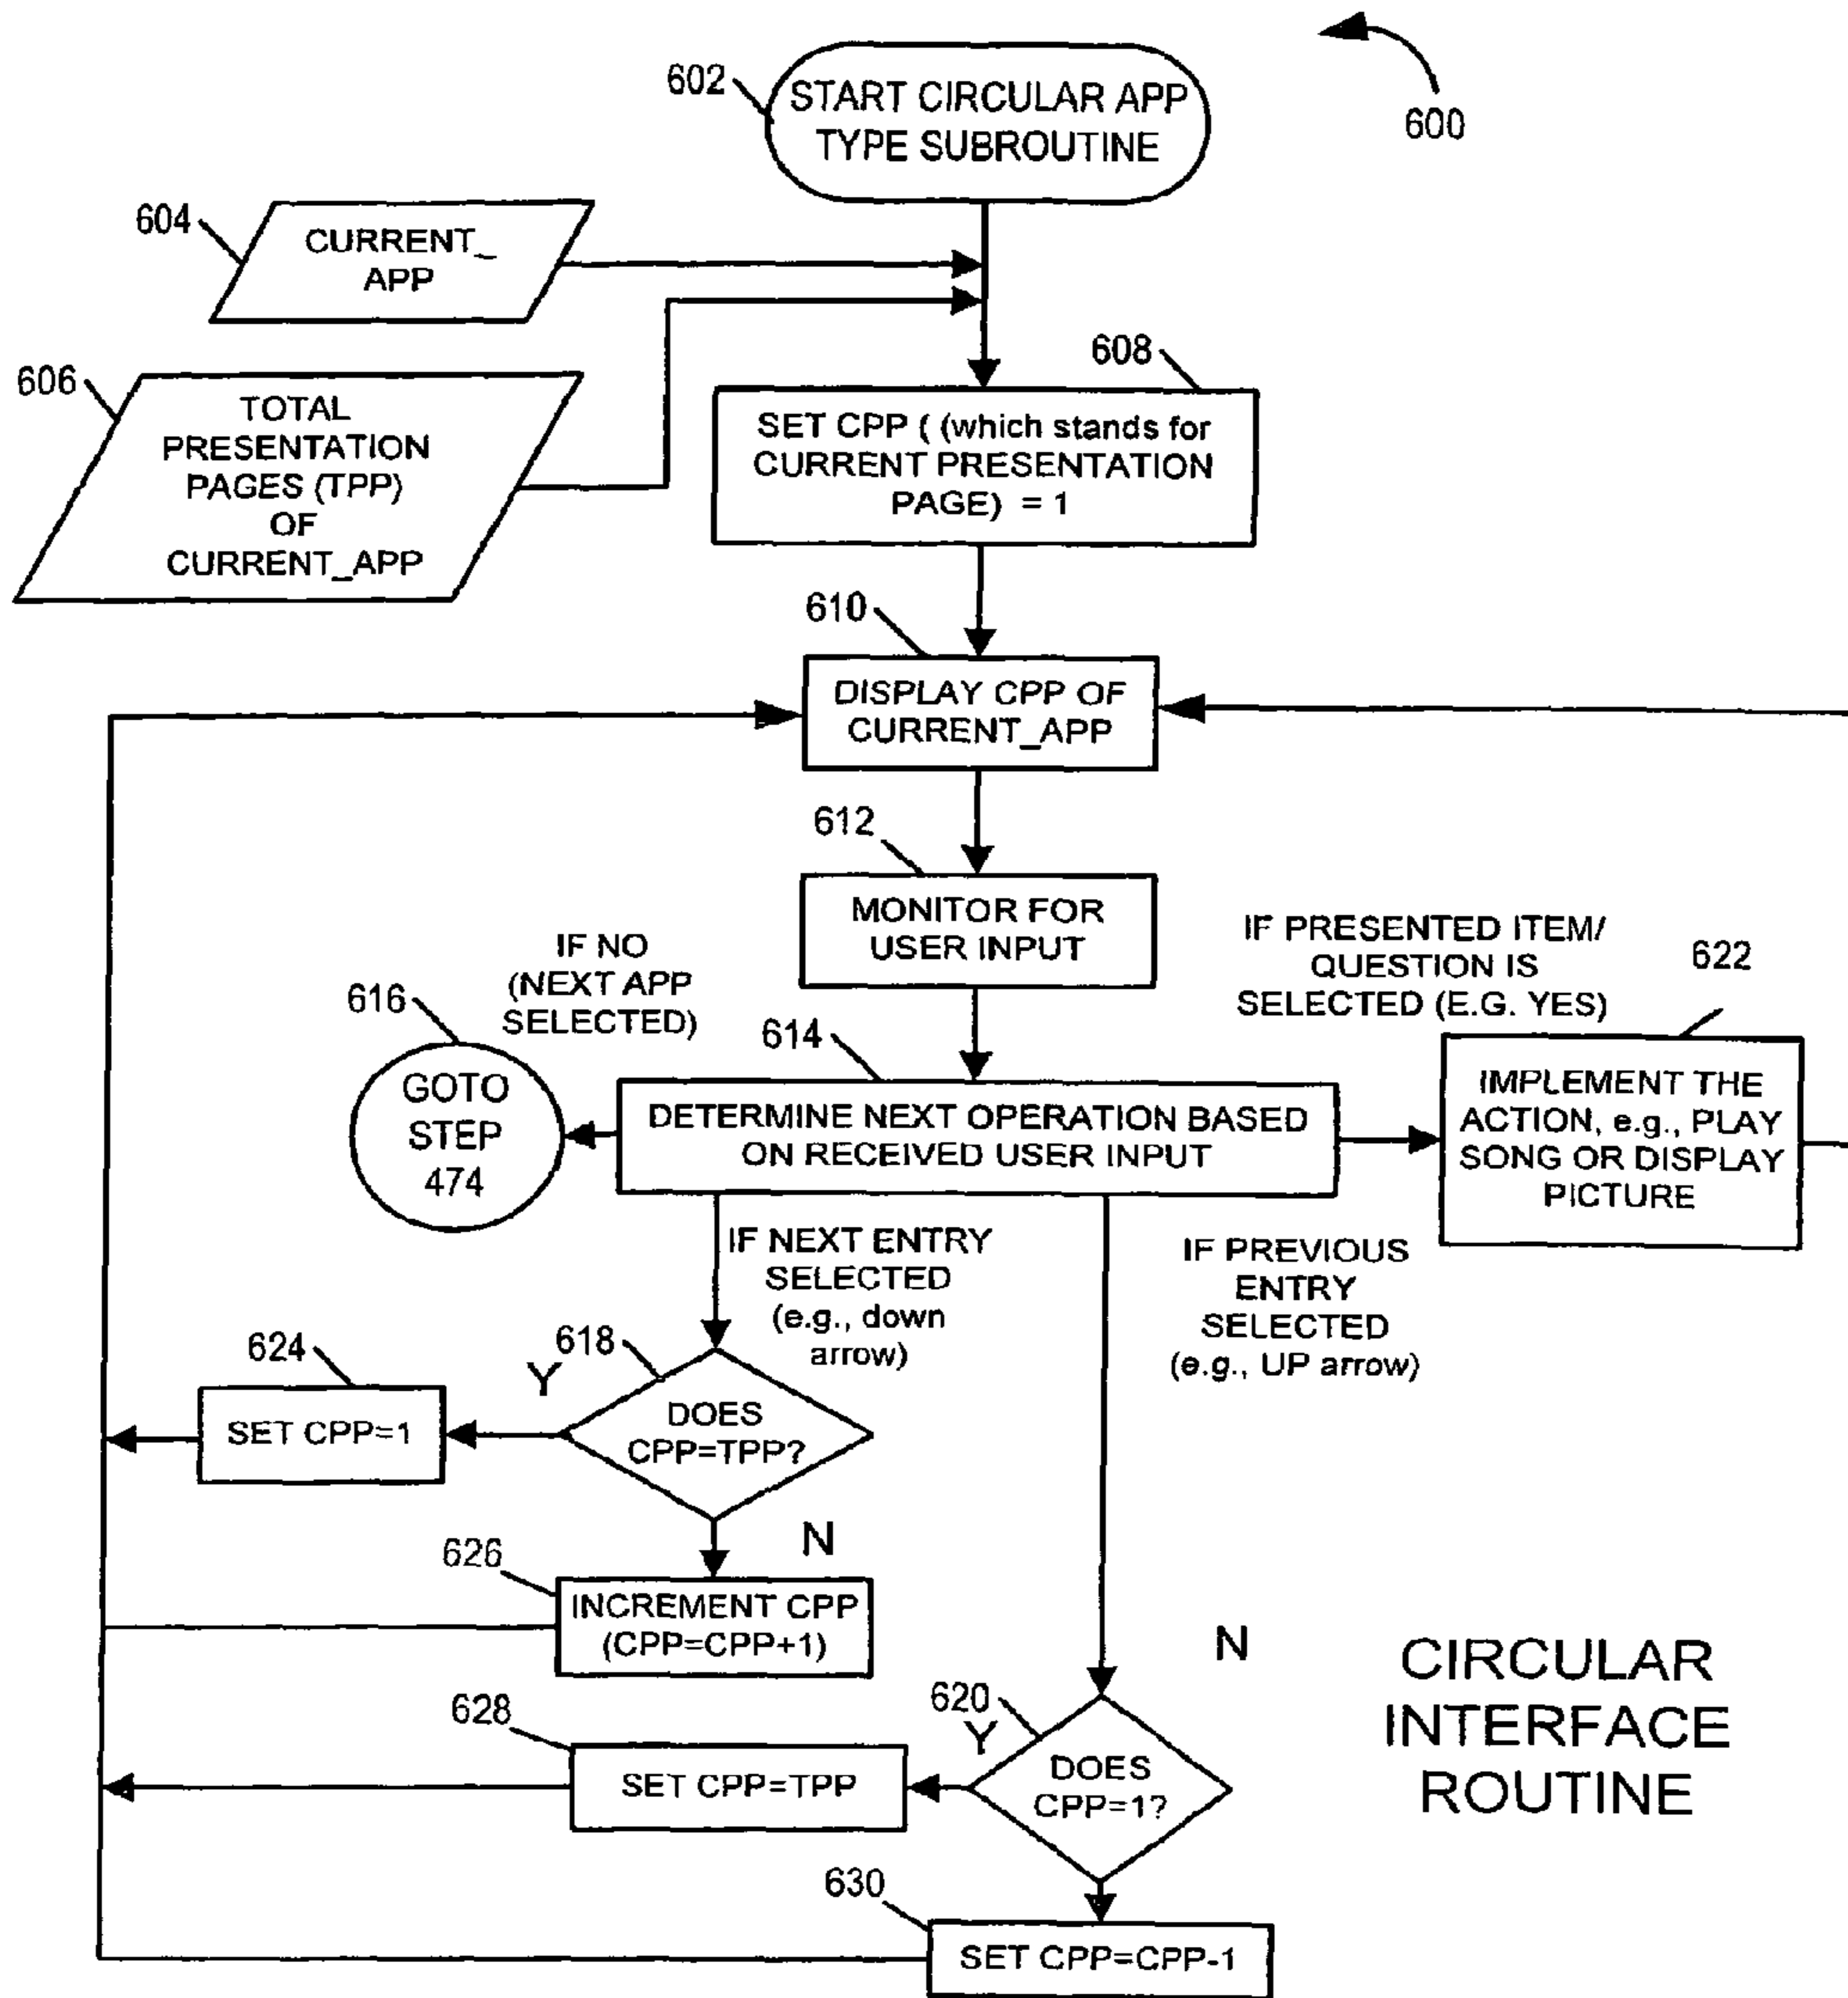 600
602
START CIRCULAR APP
TYPE SUBROUTINE
604
CURRENT_
APP
606
TOTAL
PRESENTATION
PAGES (TPP)
OF
CURRENT_APP
608
SET CPP ( (which stands for
CURRENT PRESENTATION
PAGE) = 1
610
DISPLAY CPP OF
CURRENT_APP
612
MONITOR FOR
USER INPUT
IF NO
(NEXT APP
SELECTED)
616
GOTO
STEP
474
614
DETERMINE NEXT OPERATION BASED
ON RECEIVED USER INPUT
IF PRESENTED ITEM/
QUESTION IS
SELECTED (E.G. YES)
622
IMPLEMENT THE
ACTION, e.g., PLAY
SONG OR DISPLAY
PICTURE
IF NEXT ENTRY
SELECTED
(e.g., down
arrow)
IF PREVIOUS
ENTRY
SELECTED
(e.g., UP arrow)
618
DOES
CPP=TPP?
Y
624
SET CPP=1
N
626
INCREMENT CPP
(CPP=CPP+1)
N
620
DOES
CPP=1?
Y
628
SET CPP=TPP
630
SET CPP=CPP-1
CIRCULAR
INTERFACE
ROUTINE